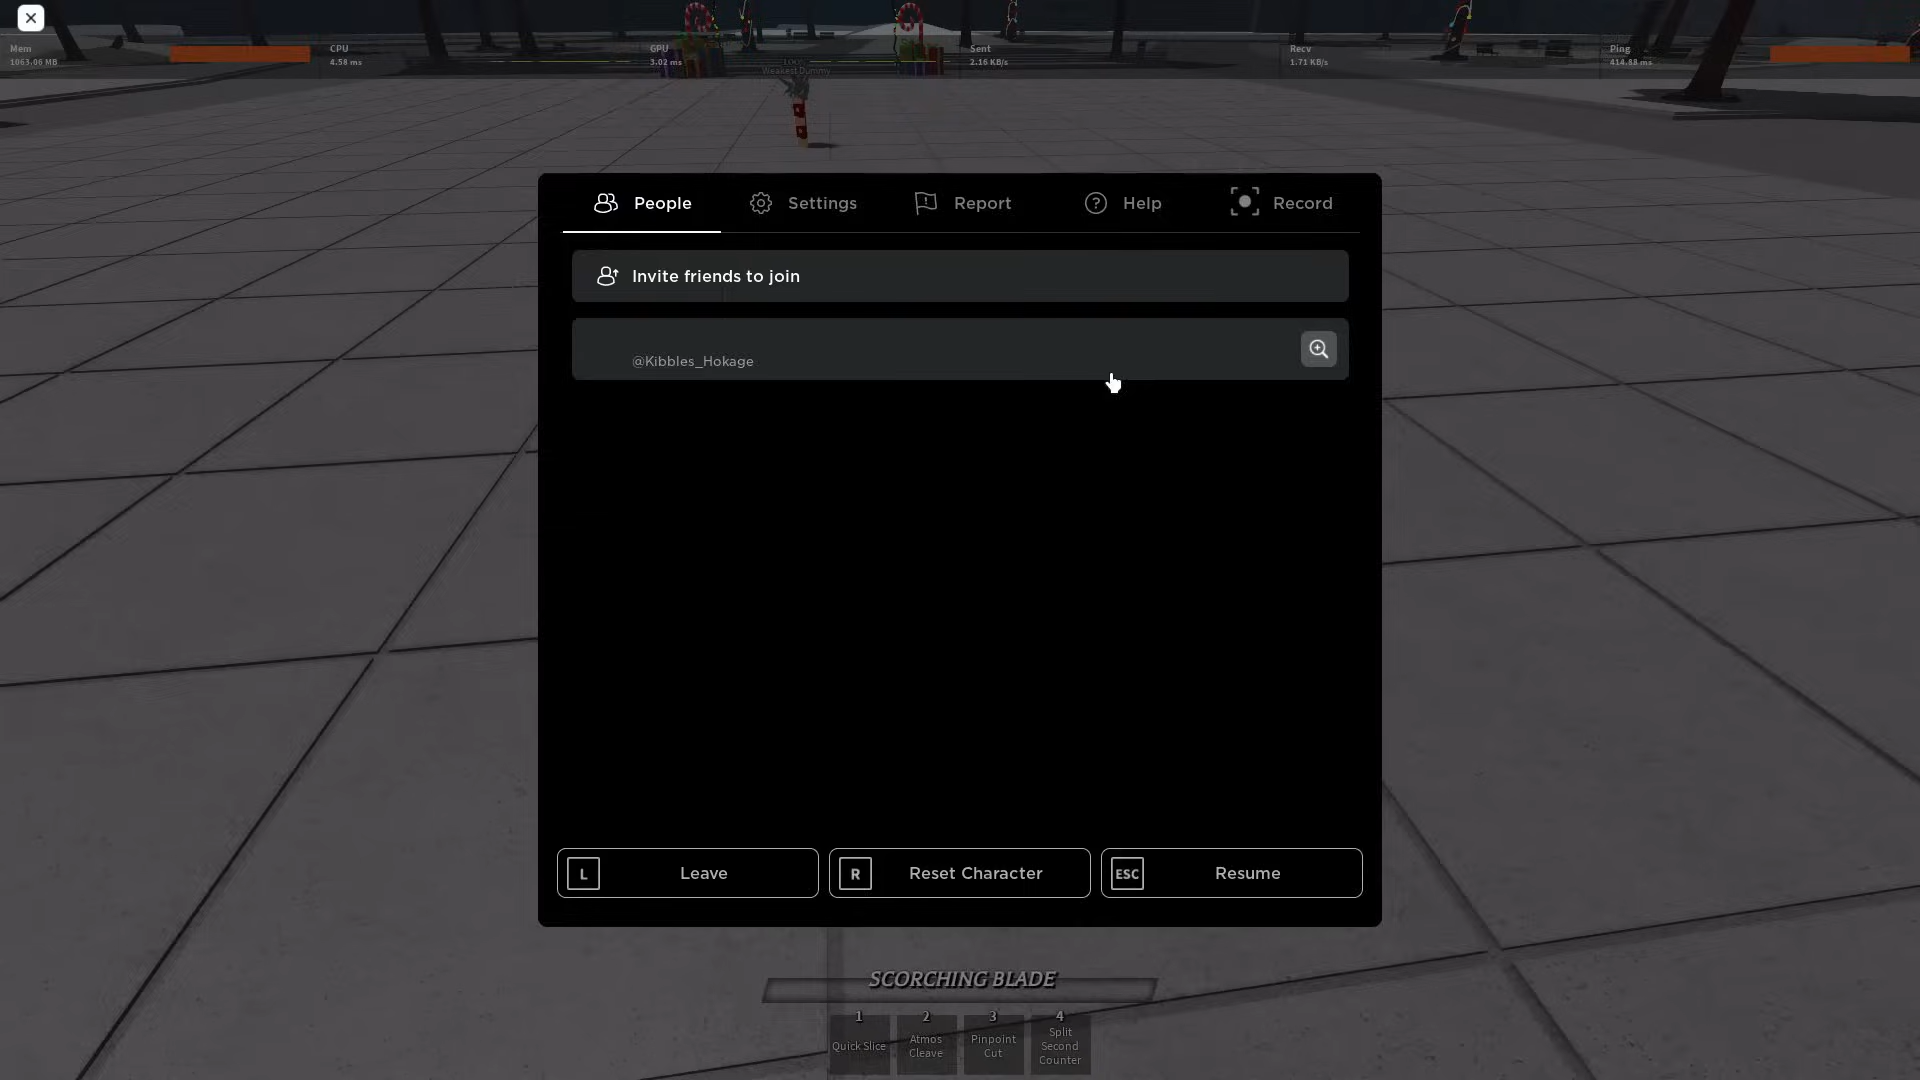 Mem
1063.06 MB
CPU
4.58 ms
GPU
3.02 ms
Sent
2.16 KB/s
Recv
1.71 KB/s
Ping
414.88 ms
Weakest Dummy
People
Settings
Report
Help
Record
Invite friends to join
@Kibbles_Hokage
L
Leave
R
Reset Character
ESC
Resume
SCORCHING BLADE
1
2
3
4
Quick Slice
Atmos
Cleave
Pinpoint
Cut
Split
Second
Counter